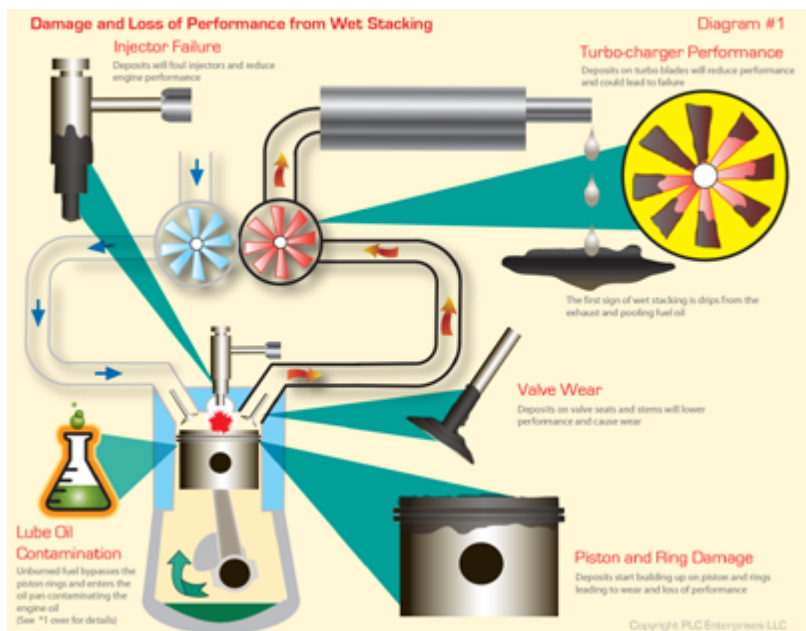 Damage and Loss of Performance from Wet Stacking
Diagram #1
Injector Failure
Deposits will foul injectors and reduce
engine performance
Turbo-charger Performance
Deposits on turbo blades will reduce performance
and could lead to failure
The first sign of wet stacking is drips from the
exhaust and pooling fuel oil
Valve Wear
Deposits on valve seats and stems will lower
performance and cause wear
Lube Oil
Contamination
Unburned fuel bypasses the
piston rings and enters the
oil pan contaminating the
engine oil
(See *1 over for details)
Piston and Ring Damage
Deposits start building up on piston and rings
leading to wear and loss of performance
Copyright PLC Enterprises LLC